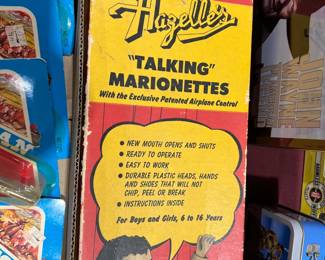 Hazelle's
"TALKING"
MARIONETTES
With the Exclusive Patented Airplane Control
• NEW MOUTH OPENS AND SHUTS
• READY TO OPERATE
• EASY TO WORK
• DURABLE PLASTIC HEADS, HANDS
AND SHOES THAT WILL NOT
CHIP, PEEL OR BREAK
• INSTRUCTIONS INSIDE
For Boys and Girls, 6 to 16 Years